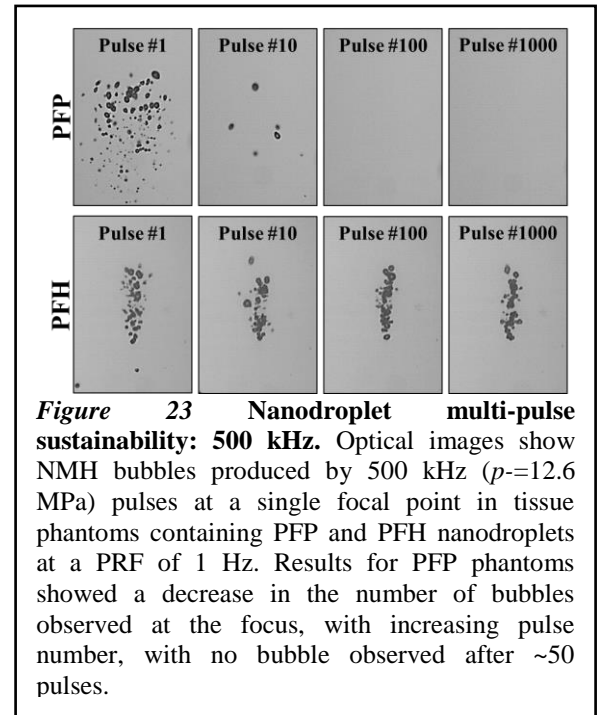 Pulse #1 Pulse #10 Pulse #100 Pulse #1000
PFP
Pulse #1 Pulse #10 Pulse #100 Pulse #1000
PFH
Figure 23 Nanodroplet multi-pulse
sustainability: 500 kHz. Optical images show
NMH bubbles produced by 500 kHz (p-=12.6
MPa) pulses at a single focal point in tissue
phantoms containing PFP and PFH nanodroplets
at a PRF of 1 Hz. Results for PFP phantoms
showed a decrease in the number of bubbles
observed at the focus, with increasing pulse
number, with no bubble observed after ~50
pulses.